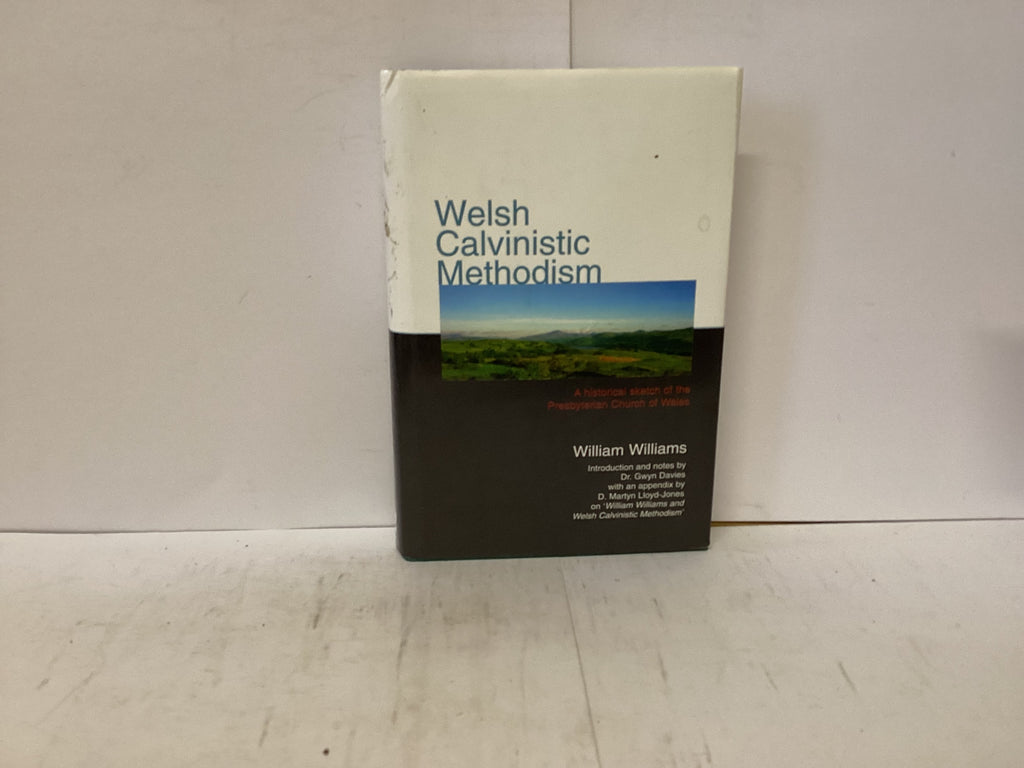 Welsh
Calvinistic
Methodism
A historical sketch of the
Presbyterian Church of Wales
William Williams
Introduction and notes by
Dr. Gwyn Davies
with an appendix by
D. Martyn Lloyd-Jones
on 'William Williams and
Welsh Calvinistic Methodism'